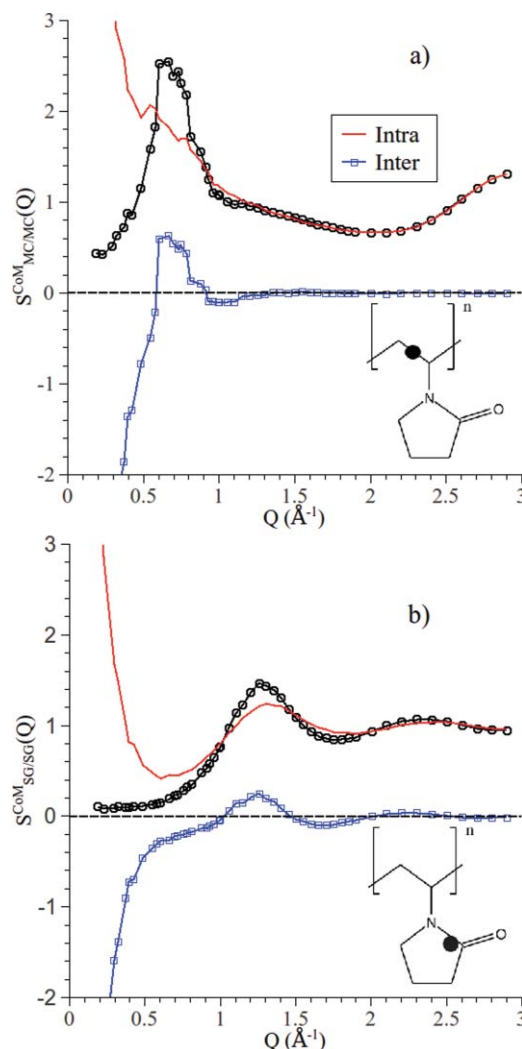 a)
3
2
1
0
-1
-2
S^CoM_MC/MC(Q)
Intra
Inter
n
N
O
0 0.5 1 1.5 2 2.5 3
Q (Å^-1)
b)
3
2
1
0
-1
-2
S^CoM_SG/SG(Q)
n
N
O
0 0.5 1 1.5 2 2.5 3
Q (Å^-1)